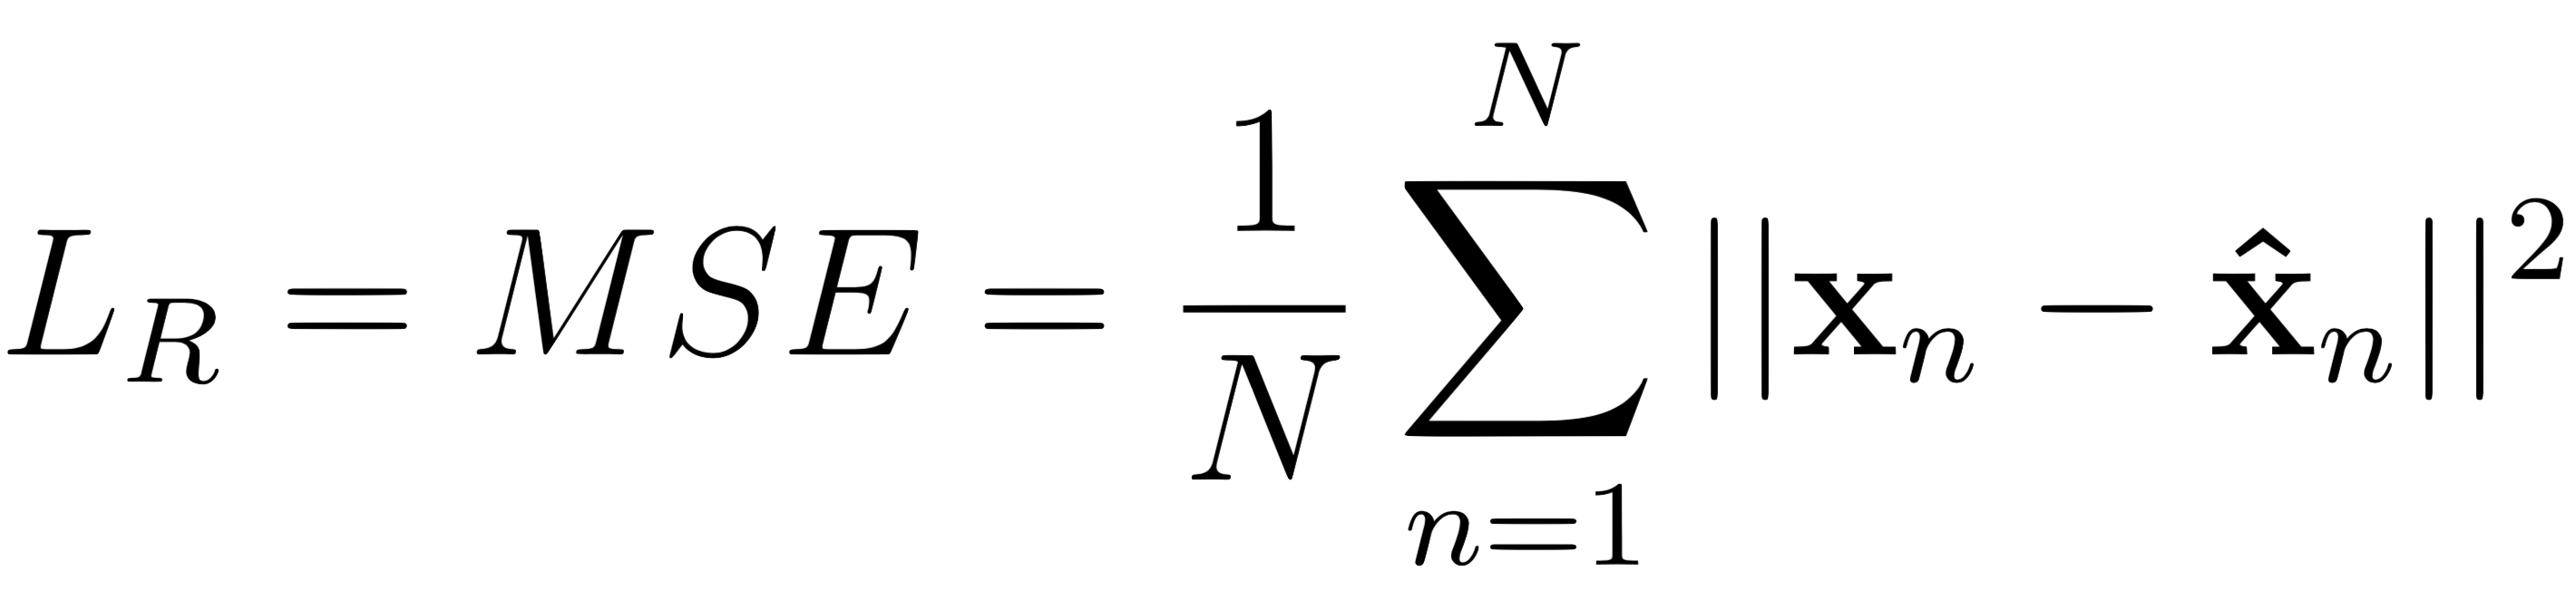 L_R = MSE = \frac{1}{N} \sum_{n=1}^{N} ||\mathbf{x}_n - \hat{\mathbf{x}}_n||^2